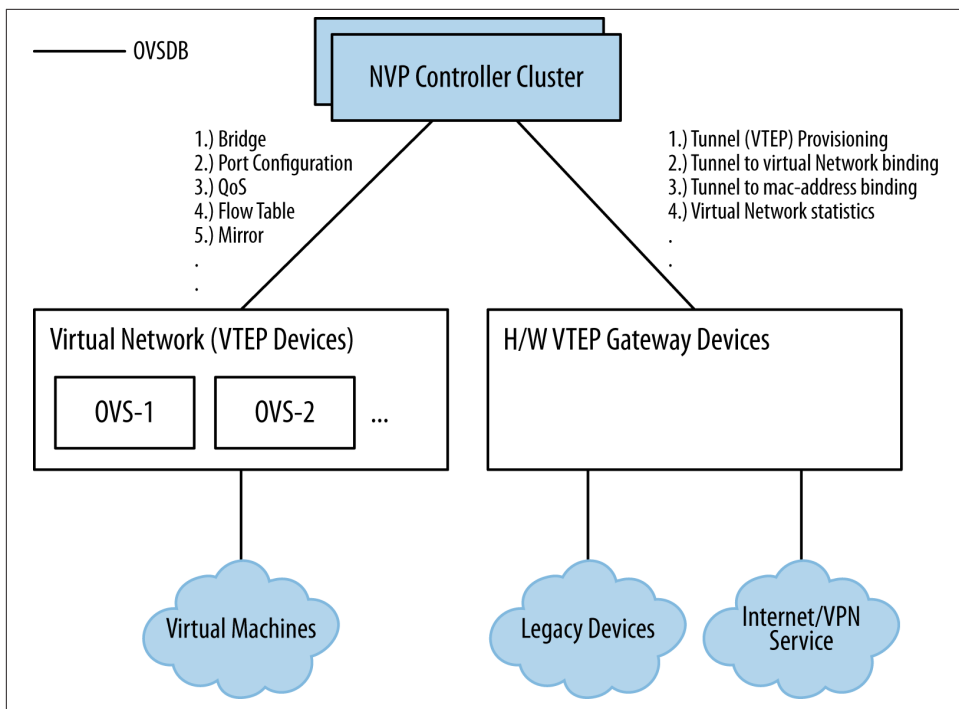 OVSDB
NVP Controller Cluster
1.) Bridge
2.) Port Configuration
3.) QoS
4.) Flow Table
5.) Mirror
.
.
1.) Tunnel (VTEP) Provisioning
2.) Tunnel to virtual Network binding
3.) Tunnel to mac-address binding
4.) Virtual Network statistics
.
.
Virtual Network (VTEP Devices)
OVS-1
OVS-2
...
H/W VTEP Gateway Devices
Virtual Machines
Legacy Devices
Internet/VPN
Service